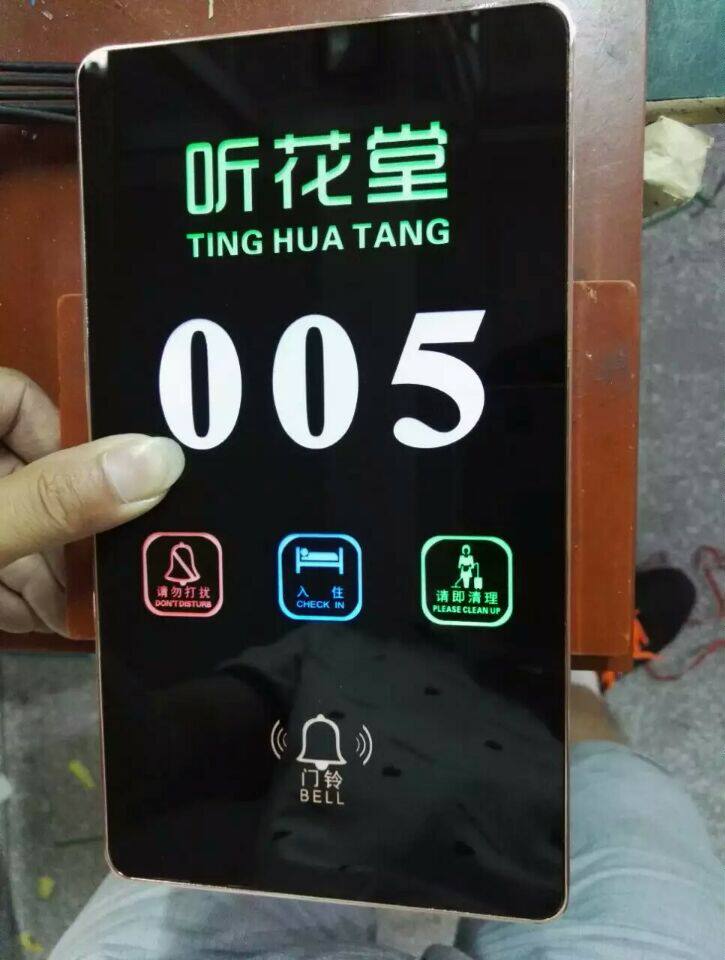 听花堂
TING HUA TANG
005
请勿打扰
DON'T DISTURB
入住
CHECK IN
请即清理
PLEASE CLEAN UP
门铃
BELL